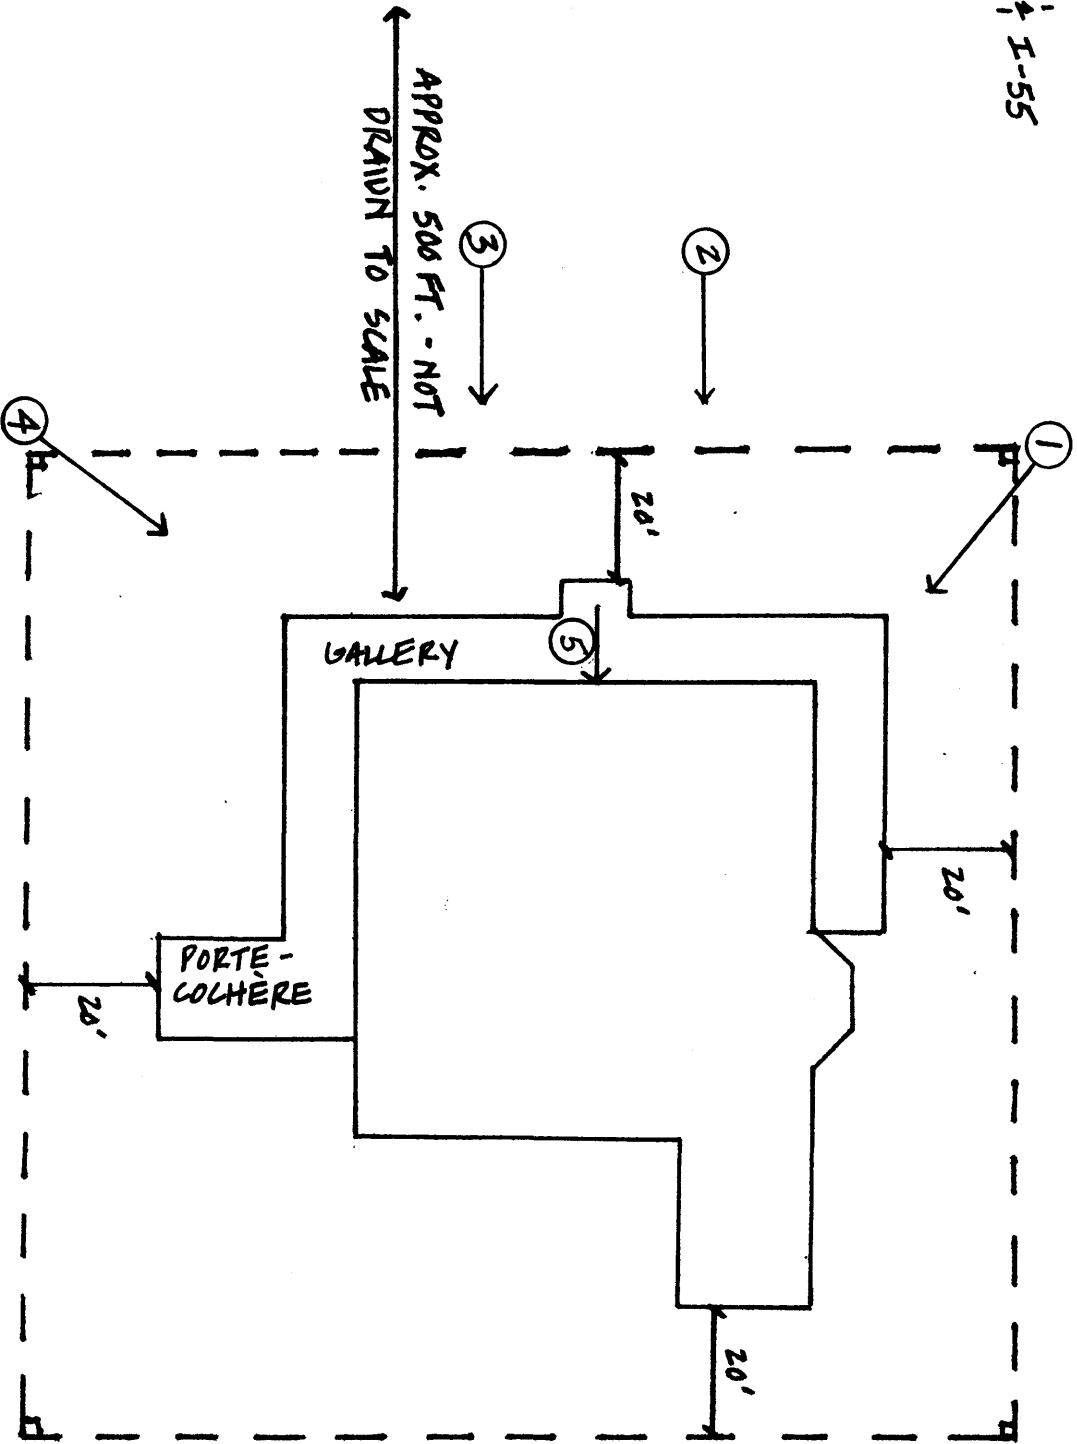 I-55
APPROX. 500 FT. - NOT
DRAWN TO SCALE
3
2
1
4
20'
5
GALLERY
20'
PORTE-
COCHÈRE
20'
20'